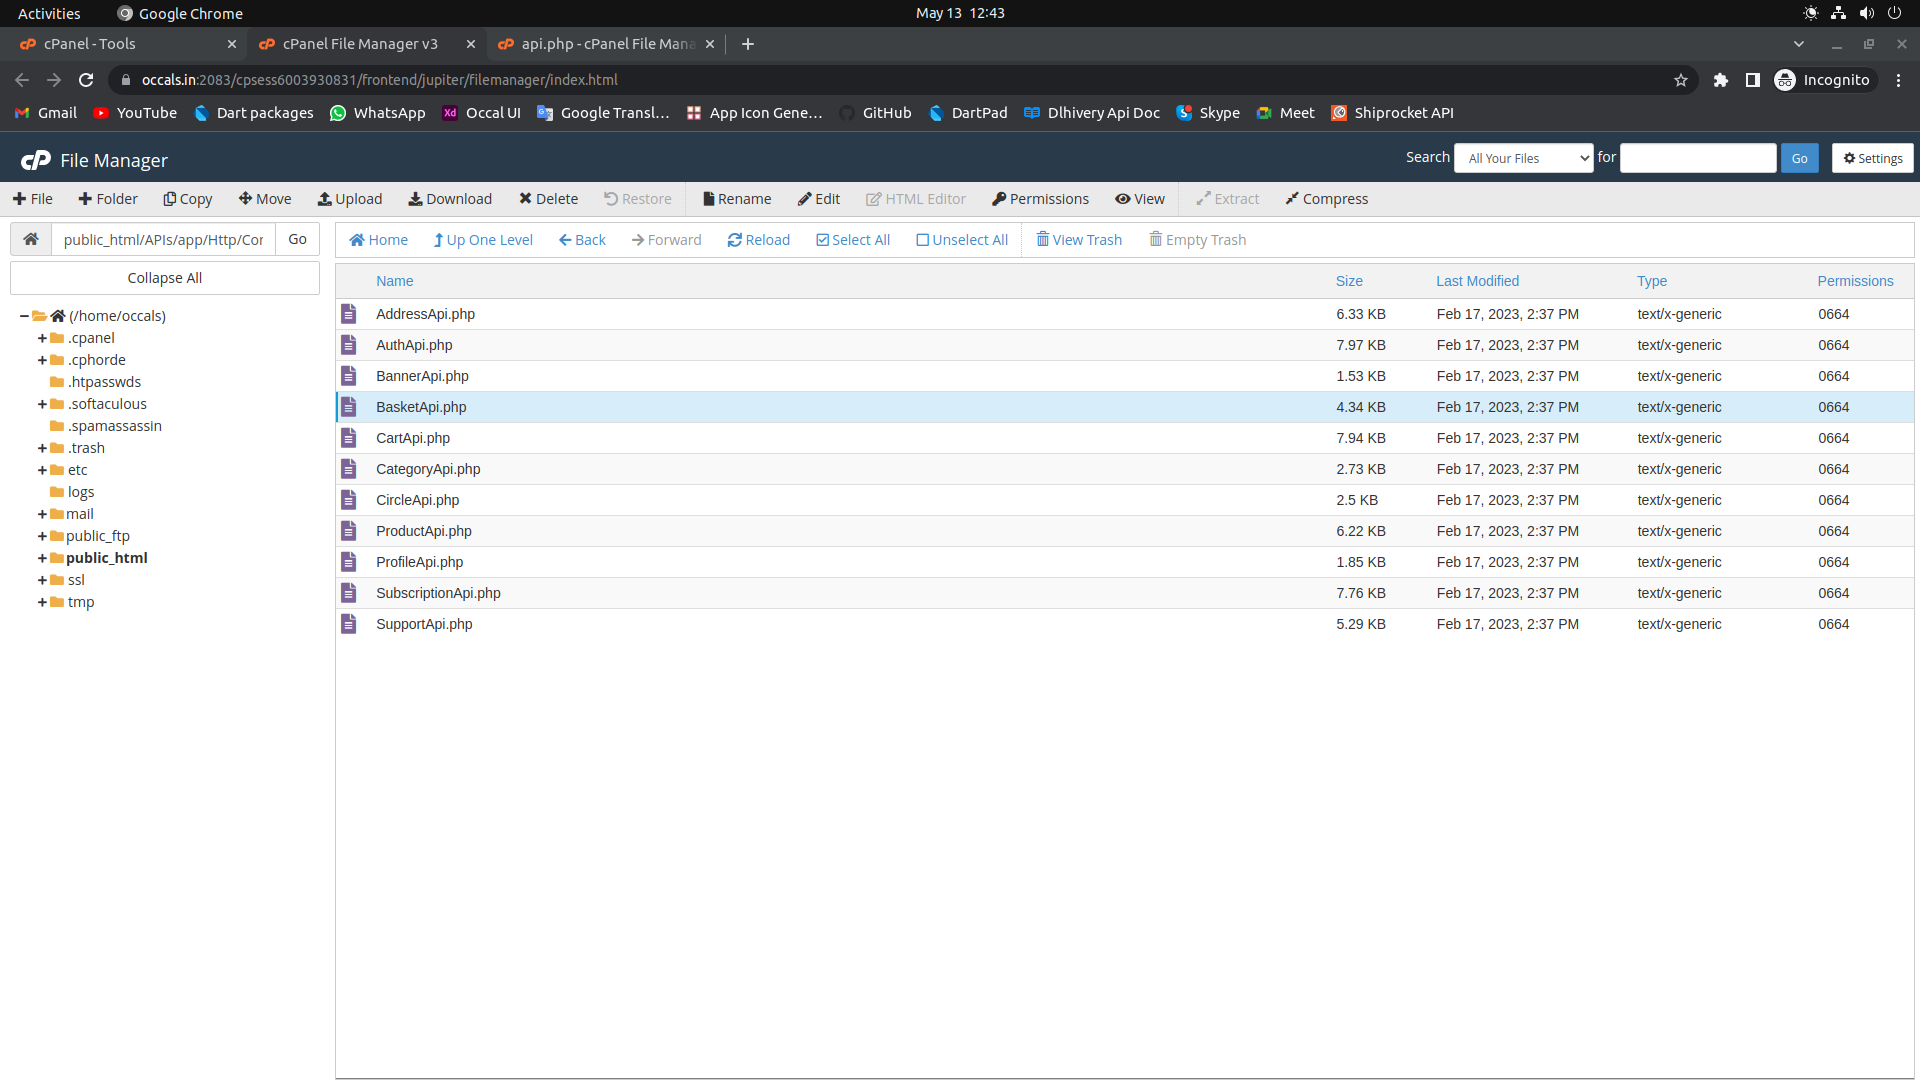 Activities Google Chrome May 13 12:43
cPanel - Tools cPanel File Manager v3 api.php - cPanel File Mana
occals.in:2083/cpsess6003930831/frontend/jupiter/filemanager/index.html Incognito
Gmail YouTube Dart packages WhatsApp Occal UI Google Transl... App Icon Gene... GitHub DartPad Dlhivery Api Doc Skype Meet Shiprocket API
cP File Manager Search All Your Files for Go Settings
File Folder Copy Move Upload Download Delete Restore Rename Edit HTML Editor Permissions View Extract Compress
public_html/APIs/app/Http/Cor Go Home Up One Level Back Forward Reload Select All Unselect All View Trash Empty Trash
Collapse All
Name Size Last Modified Type Permissions
(/home/occals)
.cpanel
.cphorde
.htpasswds
.softaculous
.spamassassin
.trash
etc
logs
mail
public_ftp
public_html
ssl
tmp
AddressApi.php 6.33 KB Feb 17, 2023, 2:37 PM text/x-generic 0664
AuthApi.php 7.97 KB Feb 17, 2023, 2:37 PM text/x-generic 0664
BannerApi.php 1.53 KB Feb 17, 2023, 2:37 PM text/x-generic 0664
BasketApi.php 4.34 KB Feb 17, 2023, 2:37 PM text/x-generic 0664
CartApi.php 7.94 KB Feb 17, 2023, 2:37 PM text/x-generic 0664
CategoryApi.php 2.73 KB Feb 17, 2023, 2:37 PM text/x-generic 0664
CircleApi.php 2.5 KB Feb 17, 2023, 2:37 PM text/x-generic 0664
ProductApi.php 6.22 KB Feb 17, 2023, 2:37 PM text/x-generic 0664
ProfileApi.php 1.85 KB Feb 17, 2023, 2:37 PM text/x-generic 0664
SubscriptionApi.php 7.76 KB Feb 17, 2023, 2:37 PM text/x-generic 0664
SupportApi.php 5.29 KB Feb 17, 2023, 2:37 PM text/x-generic 0664